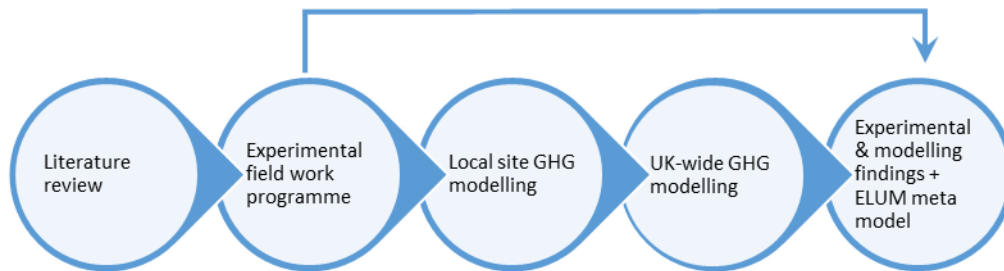 Literature
review
Experimental
field work
programme
Local site GHG
modelling
UK-wide GHG
modelling
Experimental
& modelling
findings +
ELUM meta
model